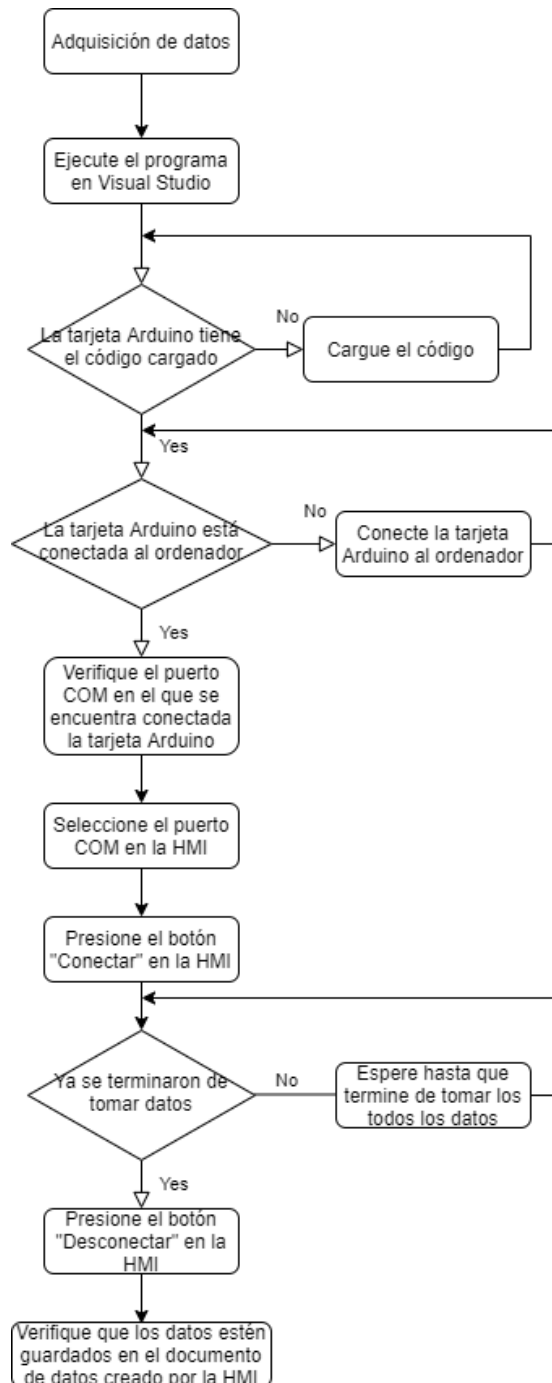 Adquisición de datos
Ejecute el programa
en Visual Studio
La tarjeta Arduino tiene
el código cargado
No
Cargue el código
Yes
La tarjeta Arduino está
conectada al ordenador
No
Conecte la tarjeta
Arduino al ordenador
Yes
Verifique el puerto
COM en el que se
encuentra conectada
la tarjeta Arduino
Seleccione el puerto
COM en la HMI
Presione el botón
"Conectar" en la HMI
Ya se terminaron de
tomar datos
No
Espere hasta que
termine de tomar los
todos los datos
Yes
Presione el botón
"Desconectar" en la
HMI
Verifique que los datos estén
guardados en el documento
de datos creado por la HMI